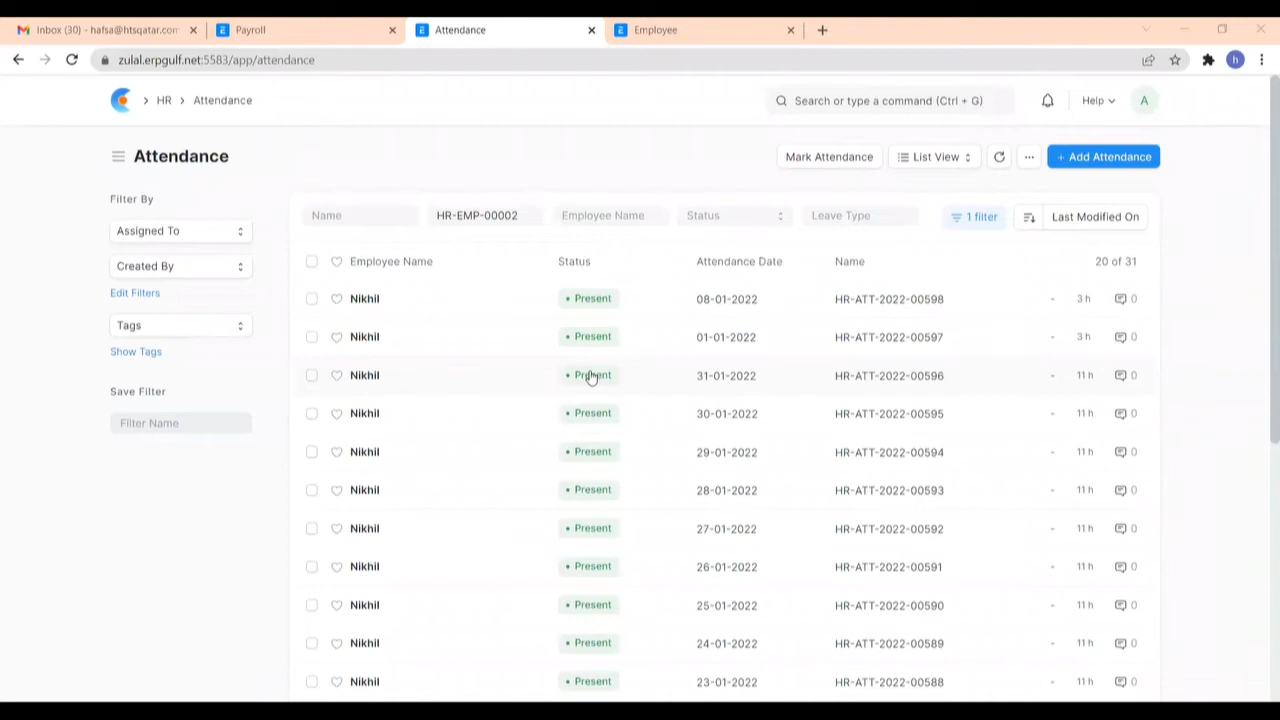 Inbox (30) - hafsa@htsqatar.com
Payroll
Attendance
Employee
zulal.erpgulf.net:5583/app/attendance
h
HR
Attendance
Search or type a command (Ctrl + G)
Help
A
Attendance
Mark Attendance
List View
+ Add Attendance
Filter By
Assigned To
Created By
Edit Filters
Tags
Show Tags
Save Filter
Filter Name
Name
HR-EMP-00002
Employee Name
Status
Leave Type
1 filter
Last Modified On
Employee Name Status Attendance Date Name 20 of 31
Nikhil Present 08-01-2022 HR-ATT-2022-00598 - 3 h 0
Nikhil Present 01-01-2022 HR-ATT-2022-00597 - 3 h 0
Nikhil Present 31-01-2022 HR-ATT-2022-00596 - 11 h 0
Nikhil Present 30-01-2022 HR-ATT-2022-00595 - 11 h 0
Nikhil Present 29-01-2022 HR-ATT-2022-00594 - 11 h 0
Nikhil Present 28-01-2022 HR-ATT-2022-00593 - 11 h 0
Nikhil Present 27-01-2022 HR-ATT-2022-00592 - 11 h 0
Nikhil Present 26-01-2022 HR-ATT-2022-00591 - 11 h 0
Nikhil Present 25-01-2022 HR-ATT-2022-00590 - 11 h 0
Nikhil Present 24-01-2022 HR-ATT-2022-00589 - 11 h 0
Nikhil Present 23-01-2022 HR-ATT-2022-00588 - 11 h 0